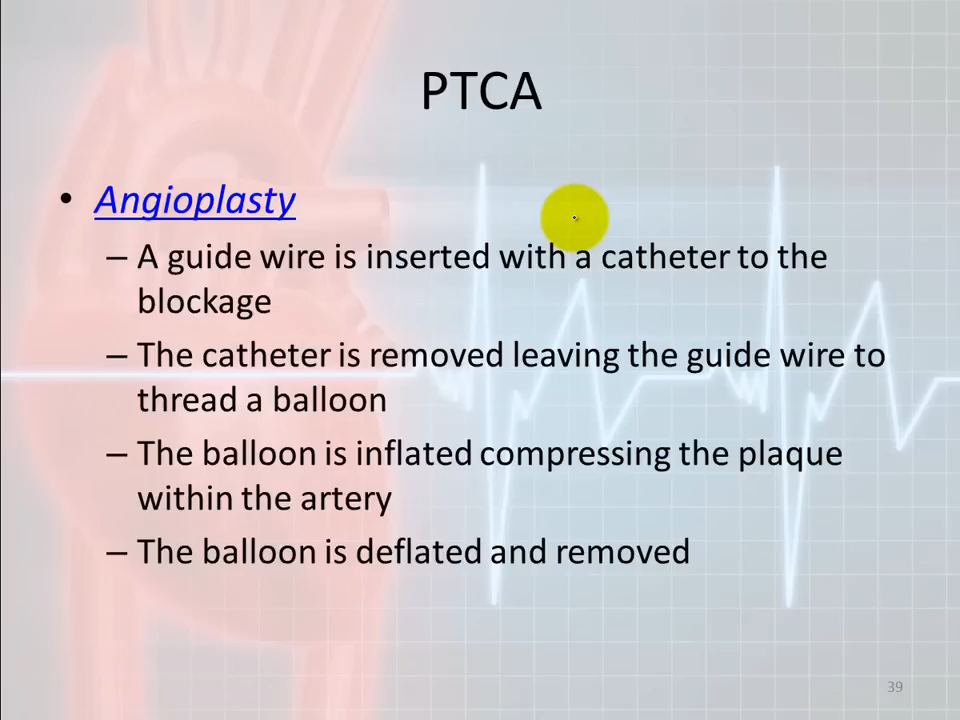 PTCA
• Angioplasty
– A guide wire is inserted with a catheter to the
blockage
– The catheter is removed leaving the guide wire to
thread a balloon
– The balloon is inflated compressing the plaque
within the artery
– The balloon is deflated and removed
39